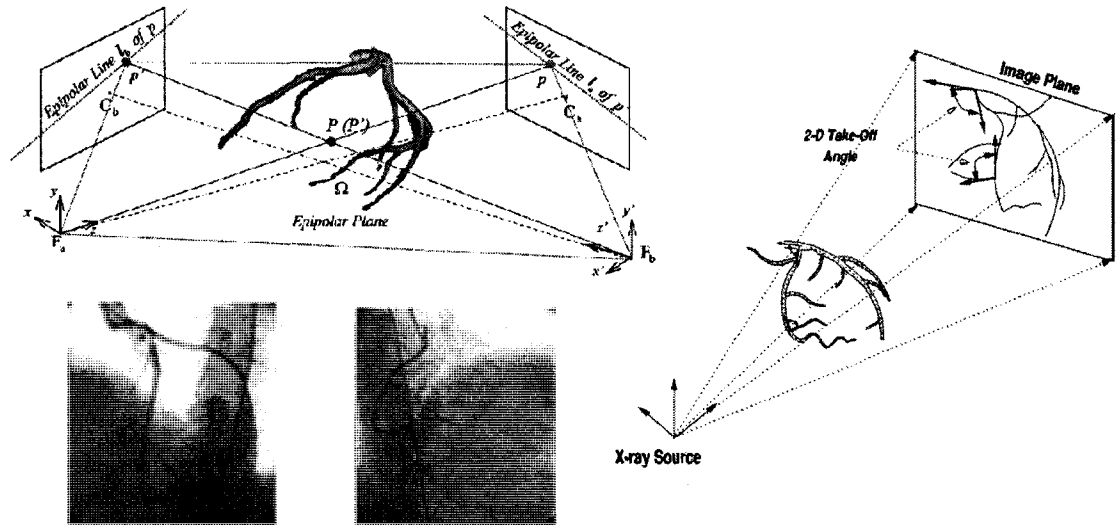 Epipolar Line l_b of p
p'
C_b
P (P')
Ω
Epipolar Plane
y
x
z
F_a
Epipolar Line l_a of p'
p
C_a
y'
z'
x'
F_b
Image Plane
2-D Take-Off
Angle
X-ray Source